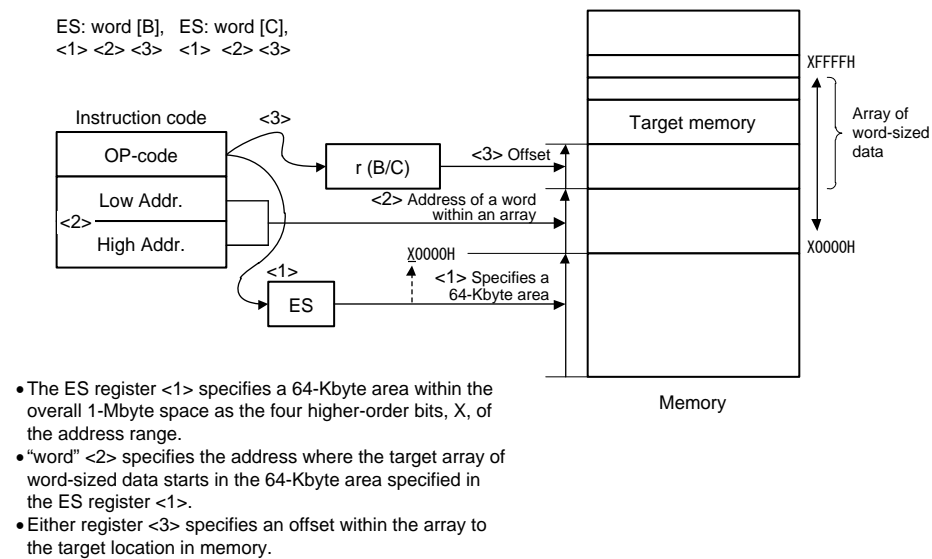 ES: word [B], ES: word [C],
<1> <2> <3> <1> <2> <3>
Instruction code
OP-code
Low Addr.
<2>
High Addr.
<3>
r (B/C)
<3> Offset
<2> Address of a word
within an array
X0000H
<1>
<1> Specifies a
64-Kbyte area
ES
Target memory
XFFFFH
Array of
word-sized
data
X0000H
Memory
• The ES register <1> specifies a 64-Kbyte area within the
overall 1-Mbyte space as the four higher-order bits, X, of
the address range.
• “word” <2> specifies the address where the target array of
word-sized data starts in the 64-Kbyte area specified in
the ES register <1>.
• Either register <3> specifies an offset within the array to
the target location in memory.